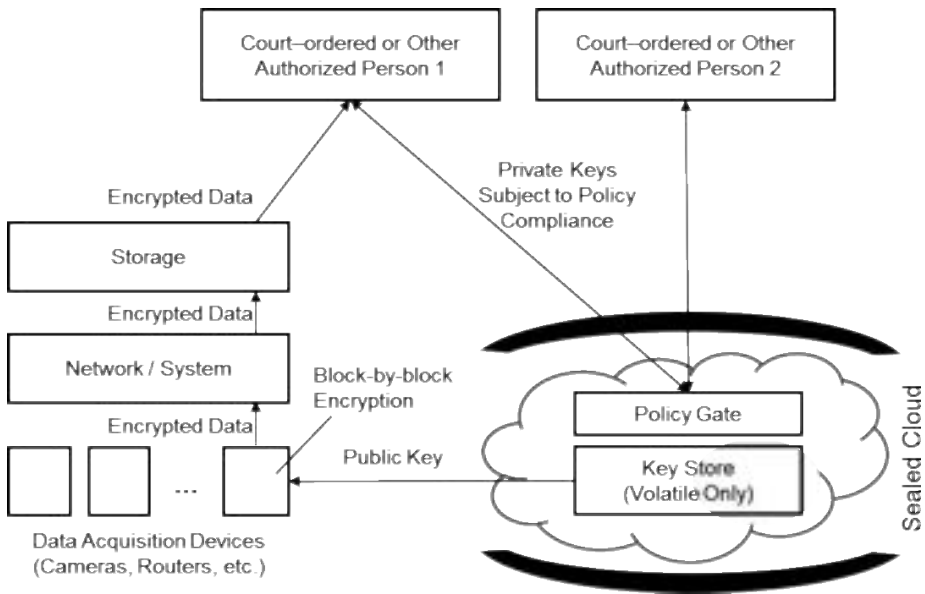 Court–ordered or Other
Authorized Person 1
Court–ordered or Other
Authorized Person 2
Private Keys
Subject to Policy
Compliance
Encrypted Data
Storage
Encrypted Data
Network / System
Block-by-block
Encryption
Encrypted Data
Policy Gate
Public Key
Key Store
(Volatile Only)
...
Data Acquisition Devices
(Cameras, Routers, etc.)
Sealed Cloud